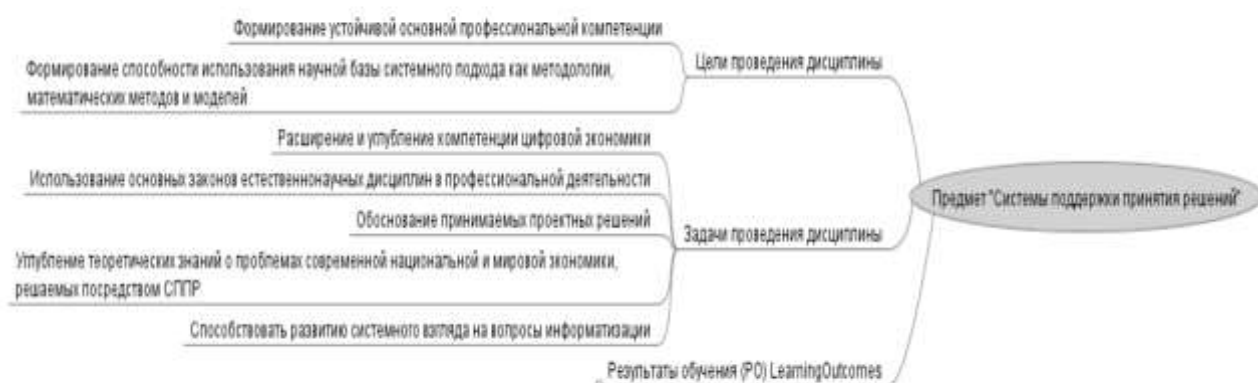 Формирование устойчивой основной профессиональной компетенции
Цели проведения дисциплины
Формирование способности использования научной базы системного подхода как методологии,
математических методов и моделей
Расширение и углубление компетенции цифровой экономики
Использование основных законов естественнонаучных дисциплин в профессиональной деятельности
Предмет "Системы поддержки принятия решений"
Обоснование принимаемых проектных решений
Задачи проведения дисциплины
Углубление теоретических знаний о проблемах современной национальной и мировой экономики,
решаемых посредством СППР
Способствовать развитию системного взгляда на вопросы информатизации
Результаты обучения (РО) LearningOutcomes